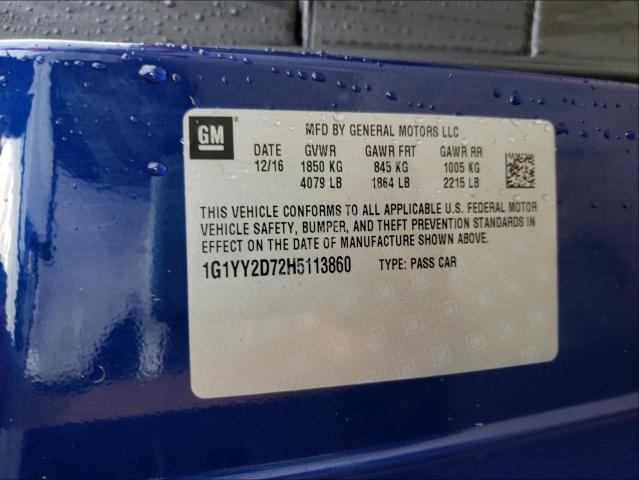 GM
MFD BY GENERAL MOTORS LLC
DATE GVWR GAWR FRT GAWR RR
12/16 1850 KG 845 KG 1005 KG
4079 LB 1864 LB 2215 LB
THIS VEHICLE CONFORMS TO ALL APPLICABLE U.S. FEDERAL MOTOR
VEHICLE SAFETY, BUMPER, AND THEFT PREVENTION STANDARDS IN
EFFECT ON THE DATE OF MANUFACTURE SHOWN ABOVE.
1G1YY2D72H5113860 TYPE: PASS CAR